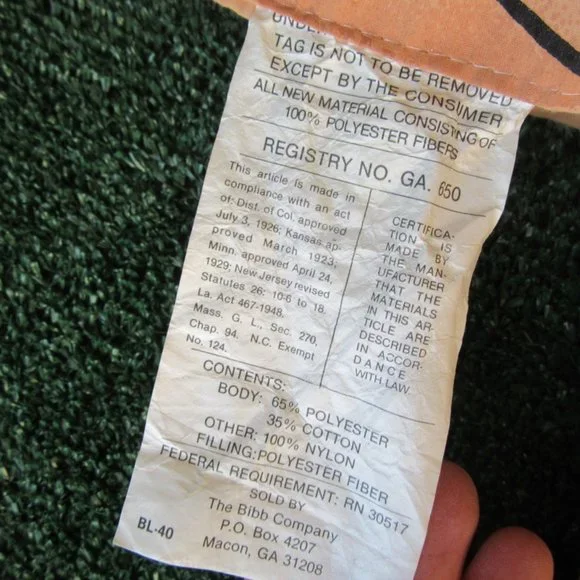 UNDER
TAG IS NOT TO BE REMOVED
EXCEPT BY THE CONSUMER
ALL NEW MATERIAL CONSISTING OF
100% POLYESTER FIBERS
REGISTRY NO. GA. 650
This article is made in
compliance with an act
of: Dist. of Col. approved
July 3, 1926; Kansas ap-
proved March 1923;
Minn. approved April 24,
1929; New Jersey revised
Statutes 26: 10-6 to 18.
La. Act 467-1948.
Mass. G. L., Sec. 270,
Chap. 94, N.C. Exempt
No. 124.
CERTIFICA-
TION IS
MADE BY
THE MAN-
UFACTURER
THAT THE
MATERIALS
IN THIS AR-
TICLE ARE
DESCRIBED
IN ACCOR-
DANCE
WITH LAW
CONTENTS:
BODY: 65% POLYESTER
35% COTTON
OTHER: 100% NYLON
FILLING: POLYESTER FIBER
FEDERAL REQUIREMENT: RN 30517
SOLD BY
The Bibb Company
P.O. Box 4207
Macon, GA 31208
BL-40